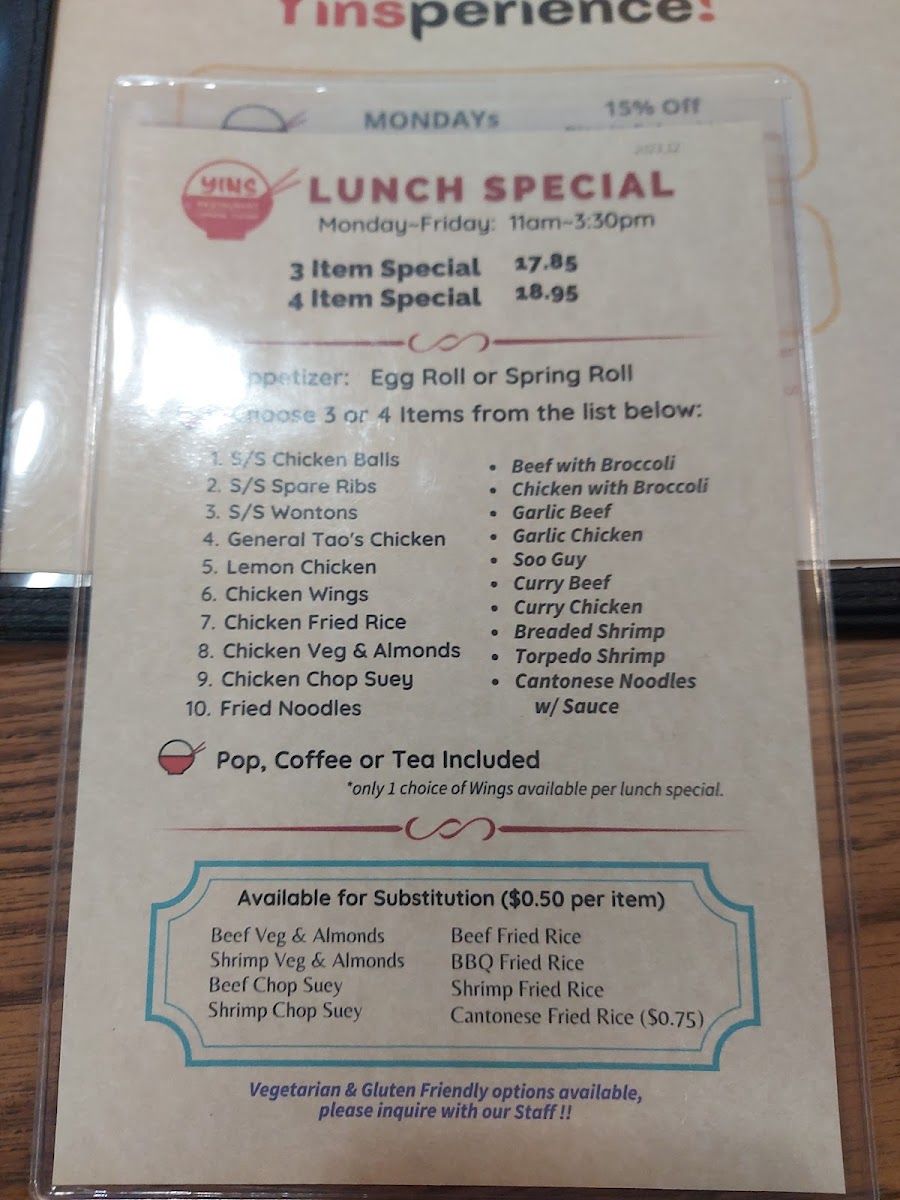 Yinsperience!
MONDAYs
15% Off
2023.12
YINS
RESTAURANT
LUNCH SPECIAL
Monday~Friday: 11am~3:30pm
3 Item Special 17.85
4 Item Special 18.95
ppetizer: Egg Roll or Spring Roll
hoose 3 or 4 Items from the list below:
1. S/S Chicken Balls
2. S/S Spare Ribs
3. S/S Wontons
4. General Tao's Chicken
5. Lemon Chicken
6. Chicken Wings
7. Chicken Fried Rice
8. Chicken Veg & Almonds
9. Chicken Chop Suey
10. Fried Noodles
• Beef with Broccoli
• Chicken with Broccoli
• Garlic Beef
• Garlic Chicken
• Soo Guy
• Curry Beef
• Curry Chicken
• Breaded Shrimp
• Torpedo Shrimp
• Cantonese Noodles
w/ Sauce
Pop, Coffee or Tea Included
*only 1 choice of Wings available per lunch special.
Available for Substitution ($0.50 per item)
Beef Veg & Almonds
Shrimp Veg & Almonds
Beef Chop Suey
Shrimp Chop Suey
Beef Fried Rice
BBQ Fried Rice
Shrimp Fried Rice
Cantonese Fried Rice ($0.75)
Vegetarian & Gluten Friendly options available,
please inquire with our Staff !!